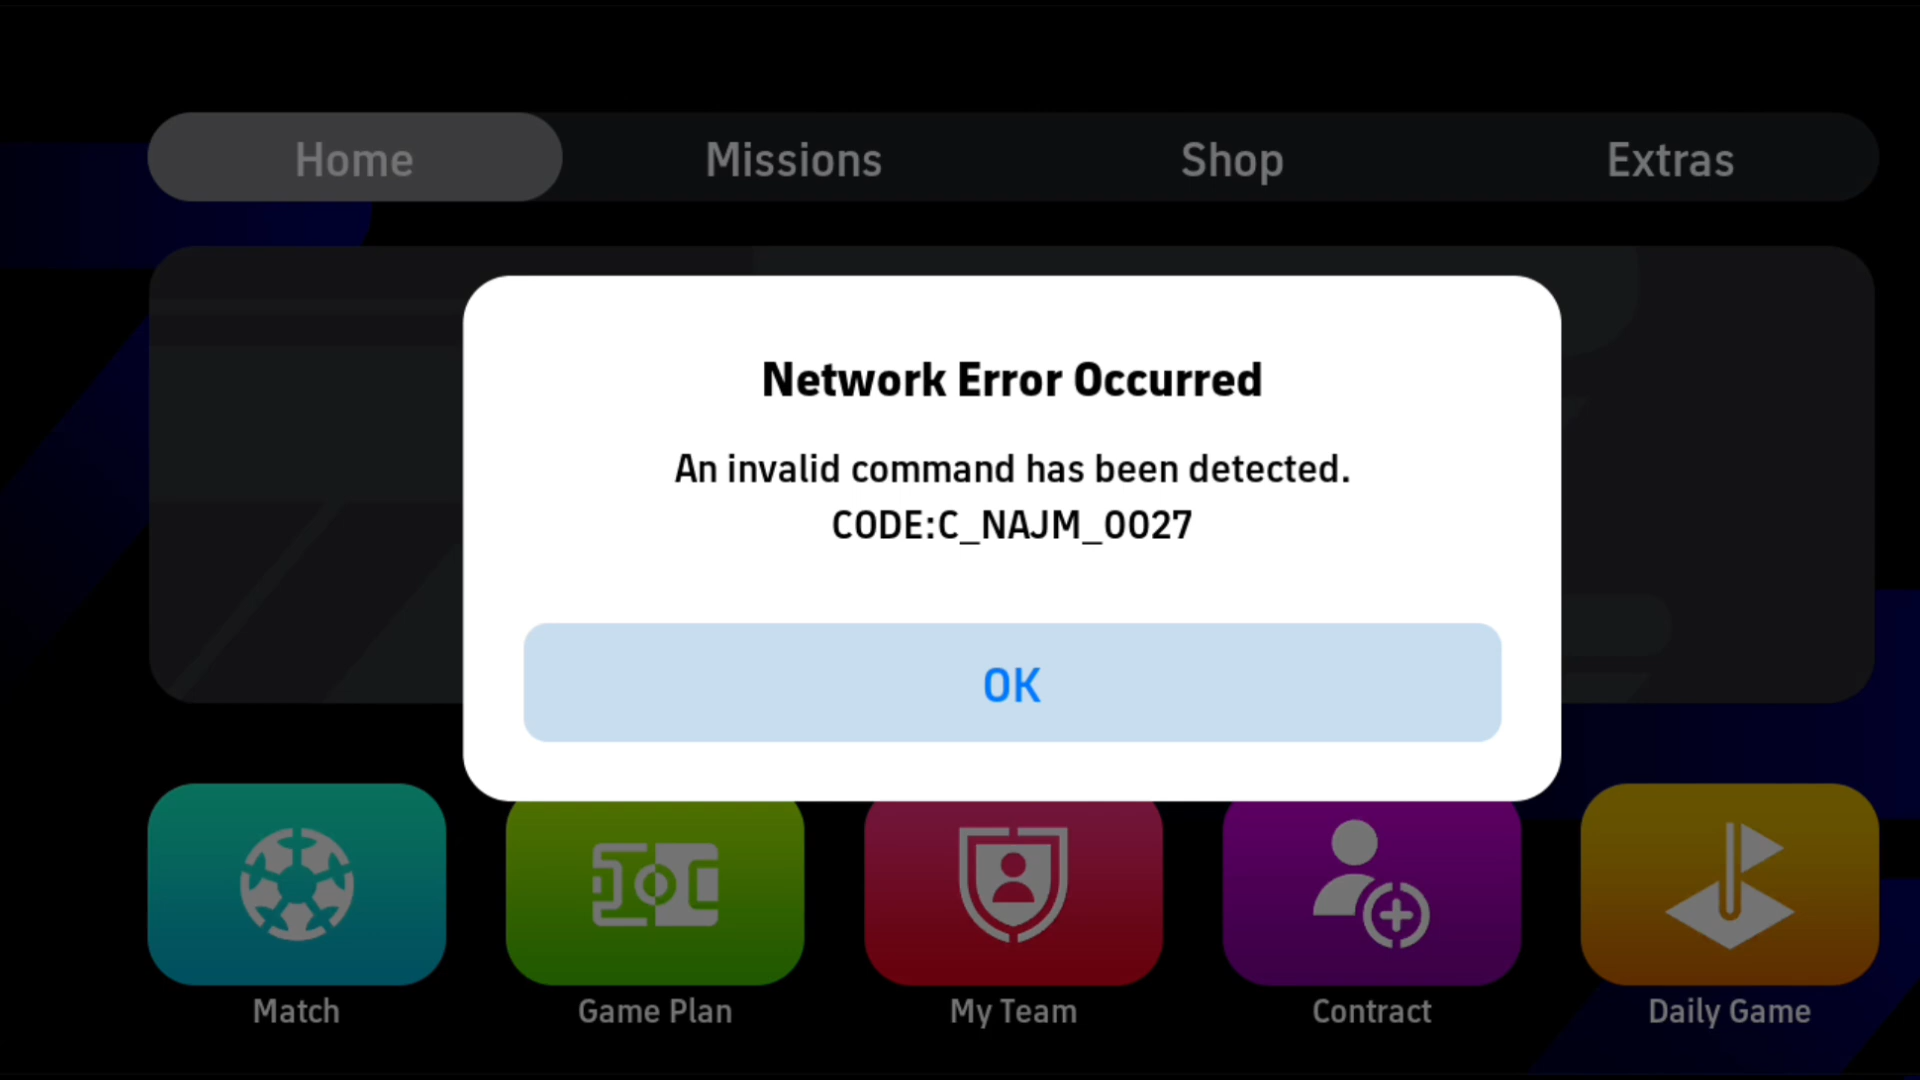 Home
Missions
Shop
Extras
Network Error Occurred
An invalid command has been detected.
CODE:C_NAJM_0027
OK
Match
Game Plan
My Team
Contract
Daily Game